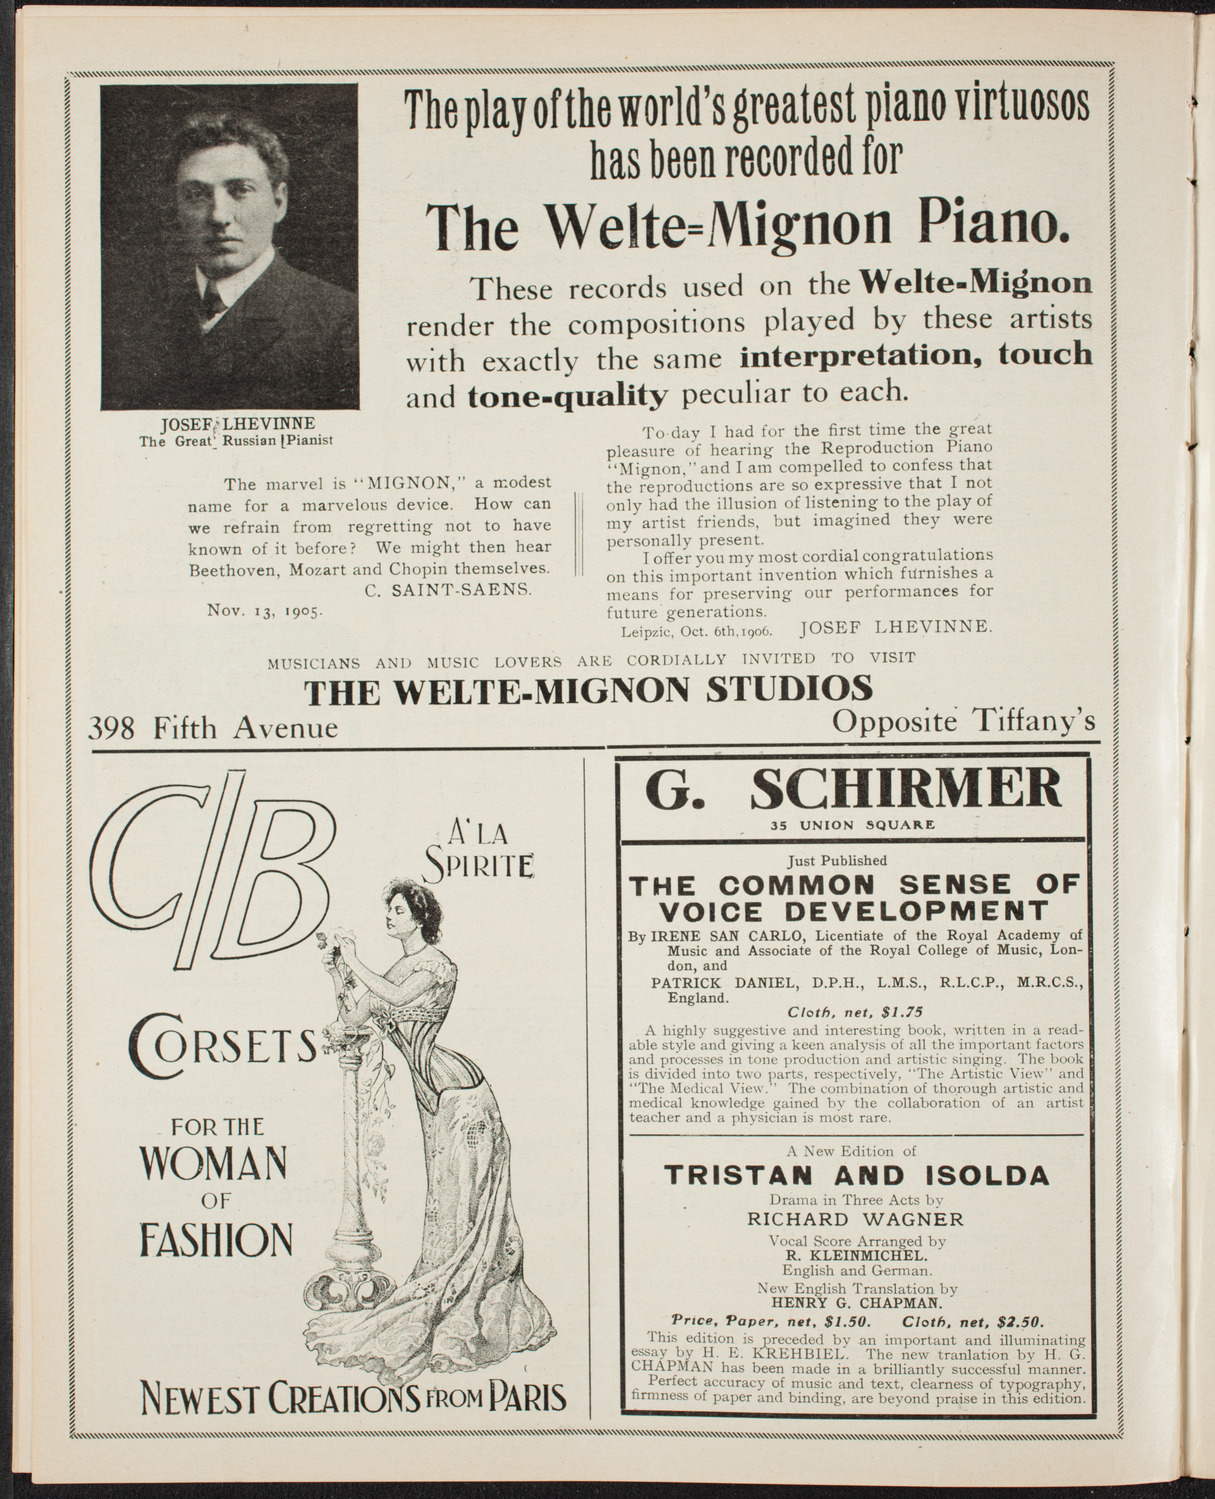 The play of the world's greatest piano virtuosos
has been recorded for
The Welte=Mignon Piano.
These records used on the Welte-Mignon
render the compositions played by these artists
with exactly the same interpretation, touch
and tone-quality peculiar to each.
JOSEF LHEVINNE
The Great Russian Pianist
The marvel is "MIGNON," a modest
name for a marvelous device. How can
we refrain from regretting not to have
known of it before? We might then hear
Beethoven, Mozart and Chopin themselves.
C. SAINT-SAENS.
Nov. 13, 1905.
To-day I had for the first time the great
pleasure of hearing the Reproduction Piano
"Mignon," and I am compelled to confess that
the reproductions are so expressive that I not
only had the illusion of listening to the play of
my artist friends, but imagined they were
personally present.
I offer you my most cordial congratulations
on this important invention which furnishes a
means for preserving our performances for
future generations.
Leipzic, Oct. 6th, 1906. JOSEF LHEVINNE.
MUSICIANS AND MUSIC LOVERS ARE CORDIALLY INVITED TO VISIT
THE WELTE-MIGNON STUDIOS
398 Fifth Avenue Opposite Tiffany's
C/B
A' LA
SPIRITE
CORSETS
FOR THE
WOMAN
OF
FASHION
NEWEST CREATIONS FROM PARIS
G. SCHIRMER
35 UNION SQUARE
Just Published
THE COMMON SENSE OF
VOICE DEVELOPMENT
By IRENE SAN CARLO, Licentiate of the Royal Academy of
Music and Associate of the Royal College of Music, Lon-
don, and
PATRICK DANIEL, D.P.H., L.M.S., R.L.C.P., M.R.C.S.,
England.
Cloth, net, $1.75
A highly suggestive and interesting book, written in a read-
able style and giving a keen analysis of all the important factors
and processes in tone production and artistic singing. The book
is divided into two parts, respectively, "The Artistic View" and
"The Medical View." The combination of thorough artistic and
medical knowledge gained by the collaboration of an artist
teacher and a physician is most rare.
A New Edition of
TRISTAN AND ISOLDA
Drama in Three Acts by
RICHARD WAGNER
Vocal Score Arranged by
R. KLEINMICHEL.
English and German.
New English Translation by
HENRY G. CHAPMAN.
Price, Paper, net, $1.50. Cloth, net, $2.50.
This edition is preceded by an important and illuminating
essay by H. E. KREHBIEL. The new tranlation by H. G.
CHAPMAN has been made in a brilliantly successful manner.
Perfect accuracy of music and text, clearness of typography,
firmness of paper and binding, are beyond praise in this edition.